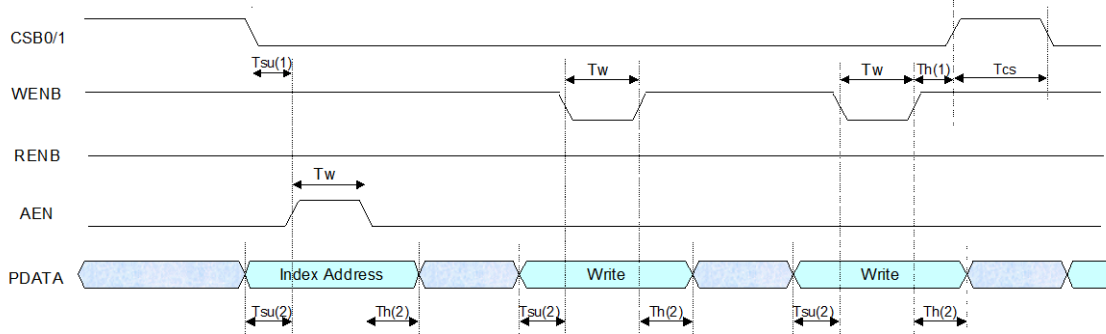 CSB0/1
Tsu(1)
Tw
Tw
Th(1)
Tcs
WENB
RENB
Tw
AEN
PDATA
Index Address
Write
Write
Tsu(2)
Th(2)
Tsu(2)
Th(2)
Tsu(2)
Th(2)